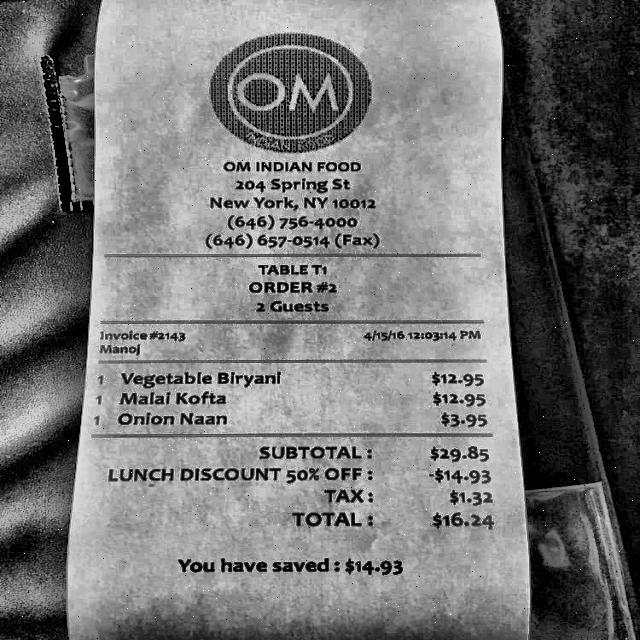 OM
OM INDIAN FOOD
204 Spring St
New York, NY 10012
(646) 756-4000
(646) 657-0514 (Fax)
TABLE T1
ORDER #2
2 Guests
Invoice #2143 4/15/16 12:03:14 PM
Manoj
1 Vegetable Biryani $12.95
1 Malai Kofta $12.95
1 Onion Naan $3.95
SUBTOTAL : $29.85
LUNCH DISCOUNT 50% OFF : -$14.93
TAX : $1.32
TOTAL : $16.24
You have saved : $14.93